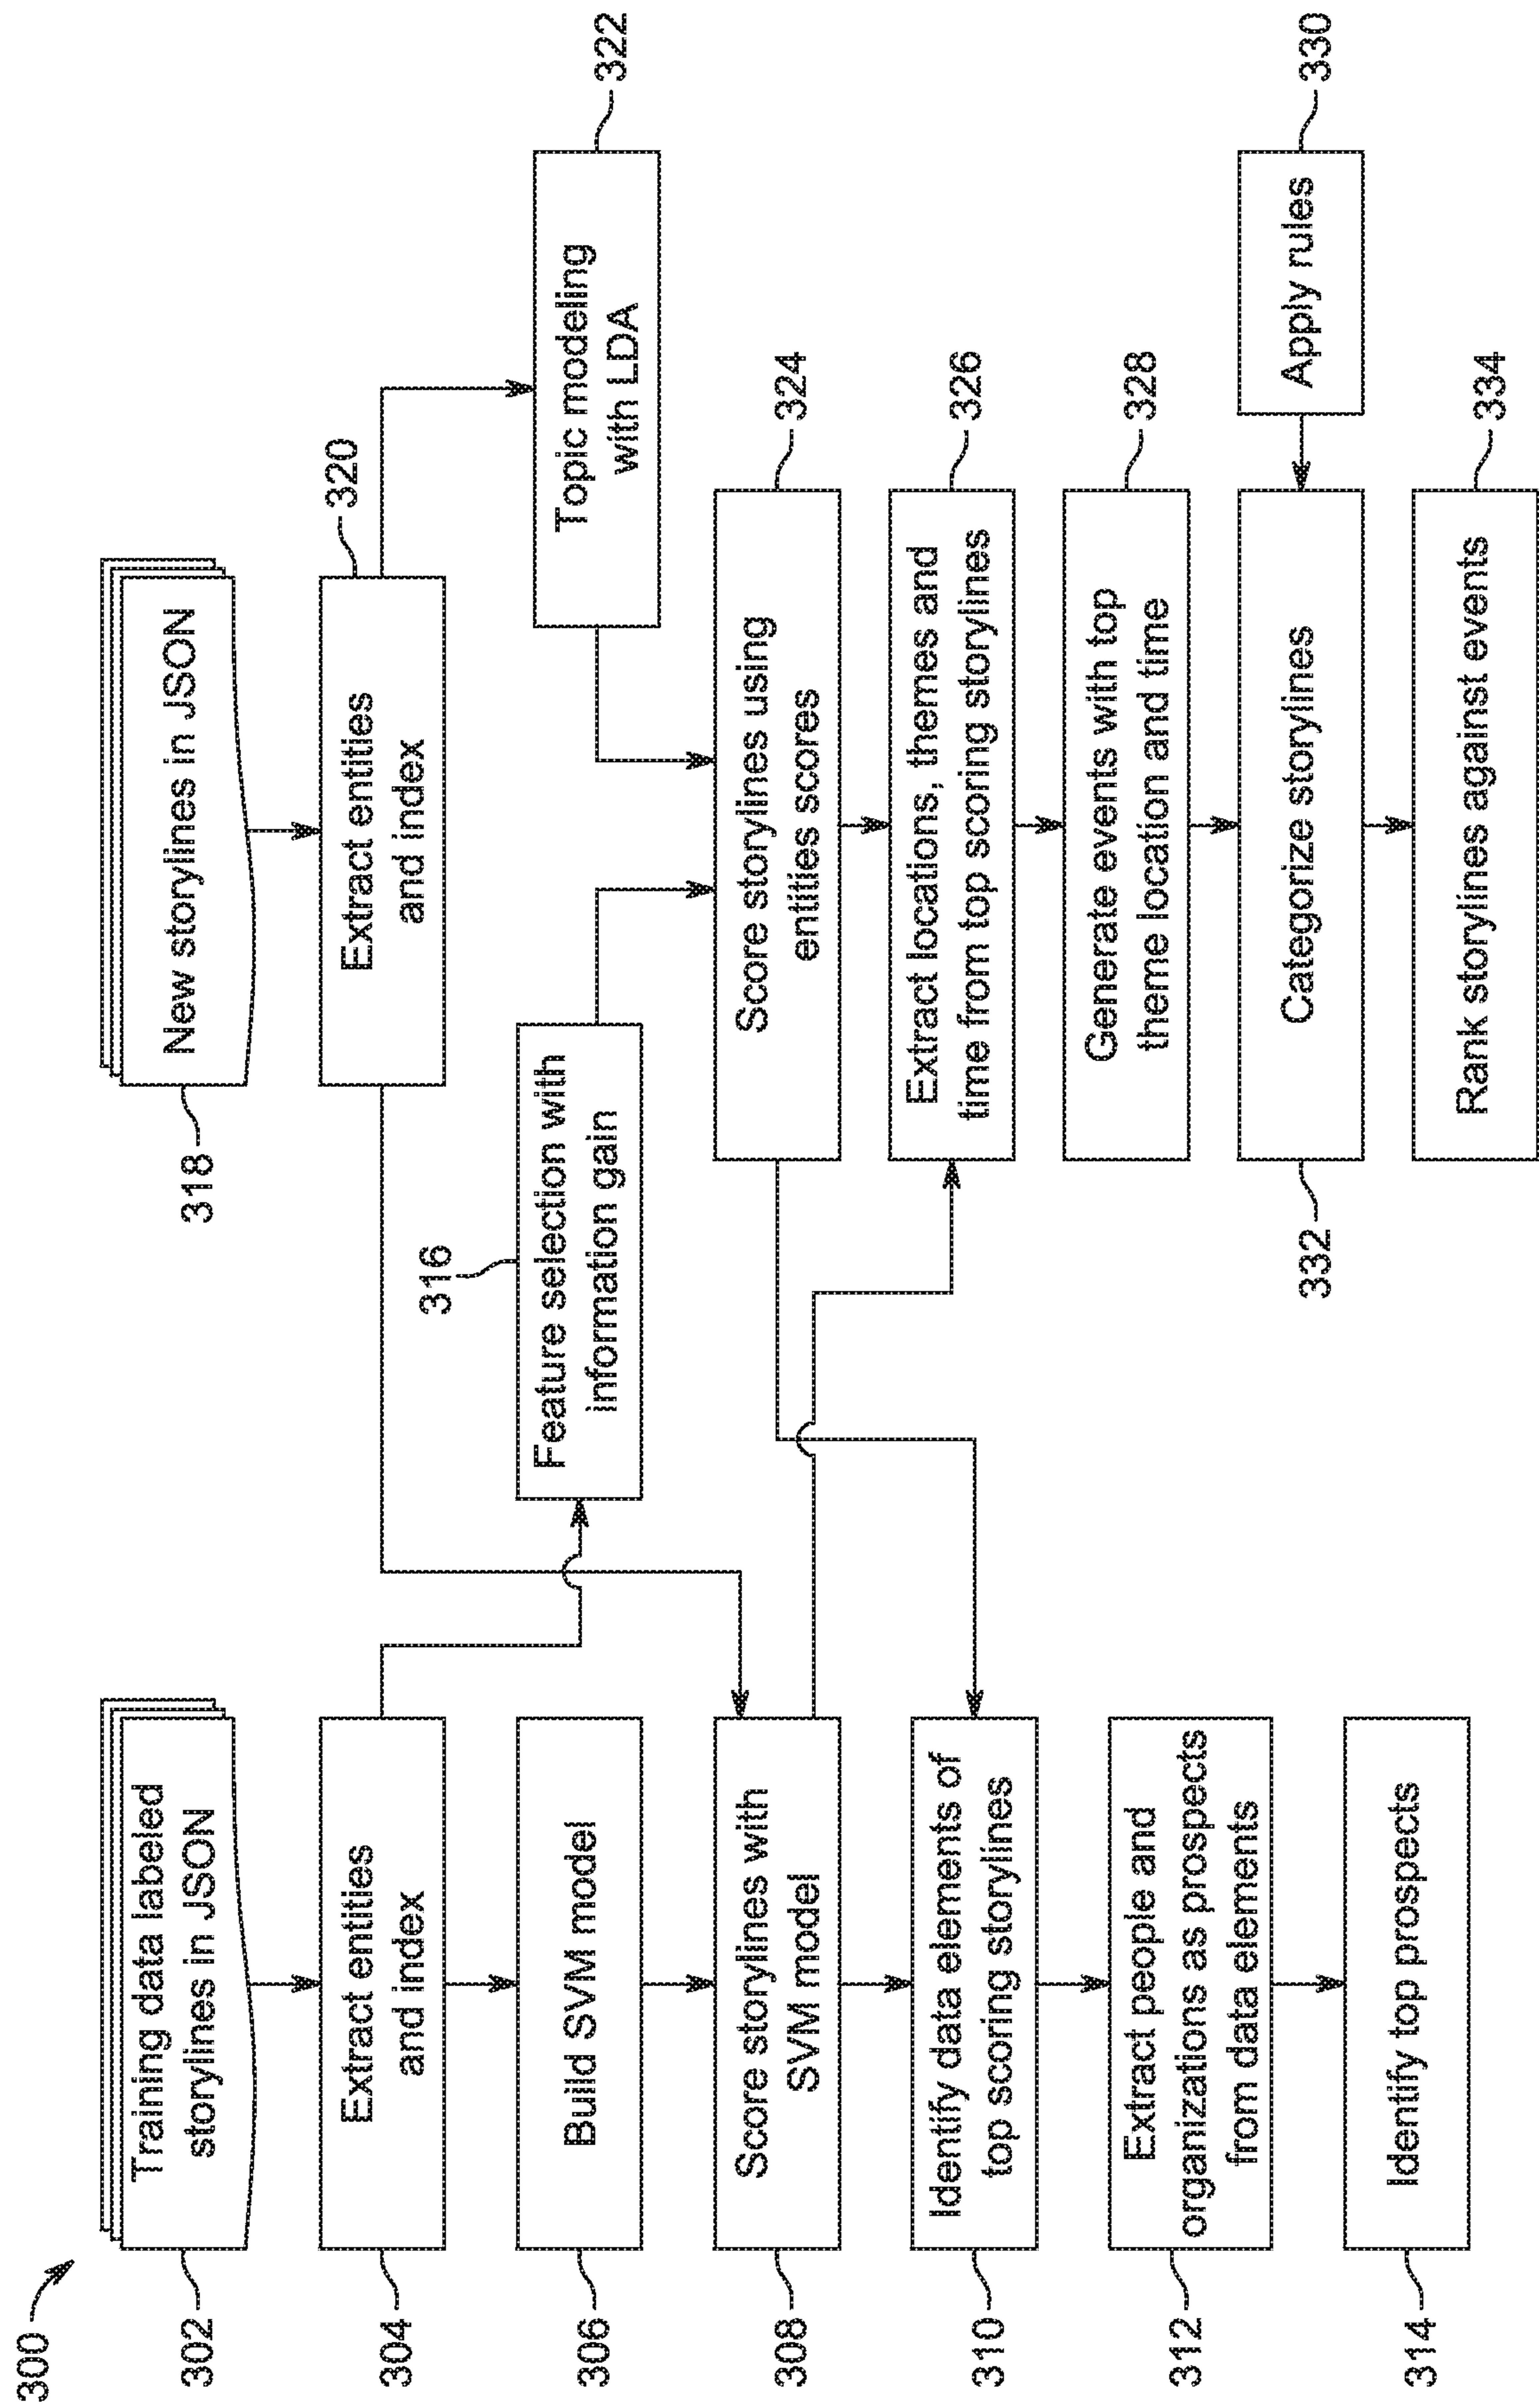 300
302
Training data labeled
storylines in JSON
304
Extract entities
and index
306
Build SVM model
308
Score storylines with
SVM model
310
Identify data elements of
top scoring storylines
312
Extract people and
organizations as prospects
from data elements
314
Identify top prospects
316
Feature selection with
information gain
318
New storylines in JSON
320
Extract entities
and index
322
Topic modeling
with LDA
324
Score storylines using
entities scores
326
Extract locations, themes and
time from top scoring storylines
328
Generate events with top
theme location and time
330
Apply rules
332
Categorize storylines
334
Rank storylines against events